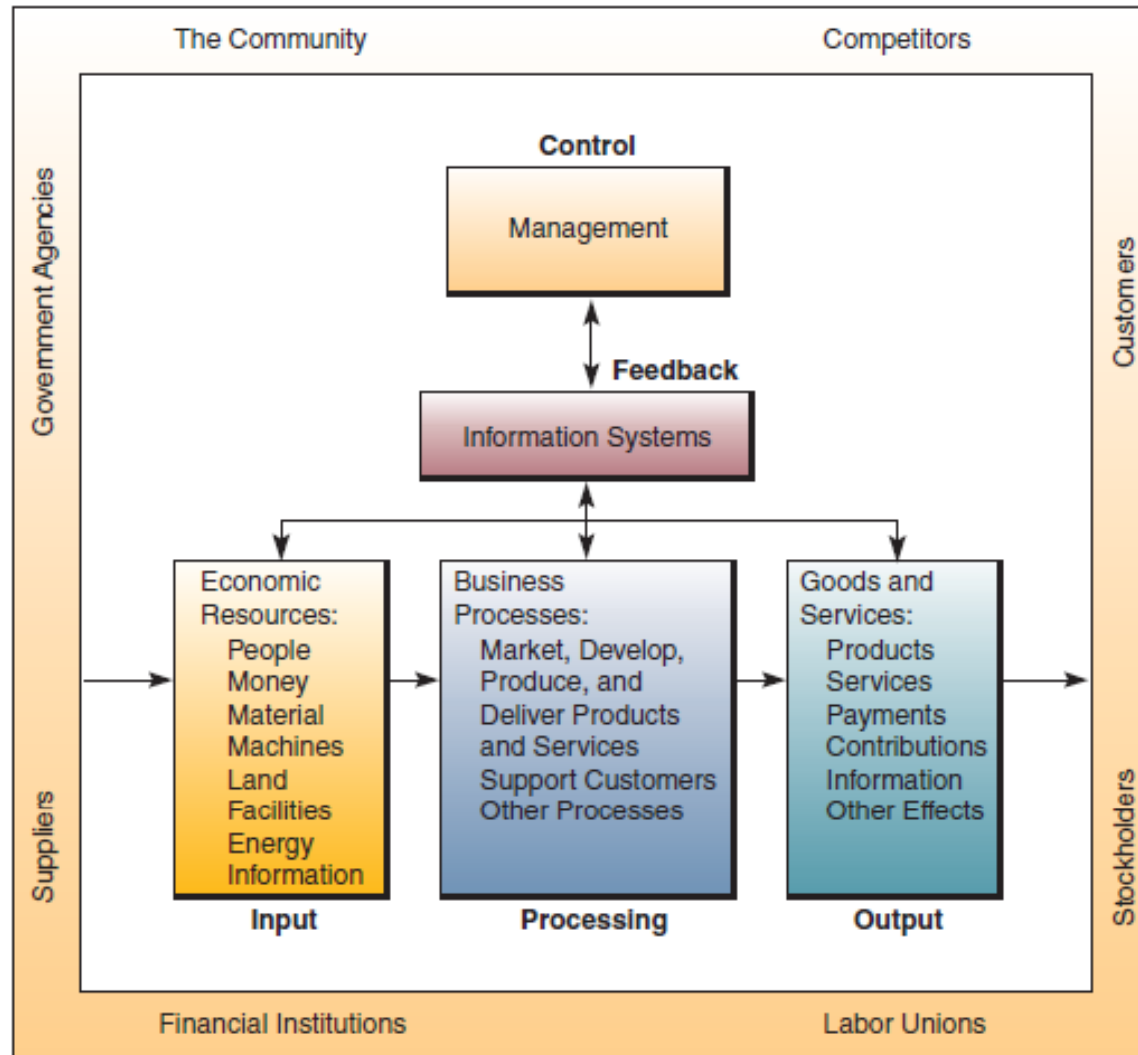 The Community
Competitors
Government Agencies
Customers
Control
Management
Feedback
Information Systems
Economic
Resources:
People
Money
Material
Machines
Land
Facilities
Energy
Information
Input
Business
Processes:
Market, Develop,
Produce, and
Deliver Products
and Services
Support Customers
Other Processes
Processing
Goods and
Services:
Products
Services
Payments
Contributions
Information
Other Effects
Output
Suppliers
Stockholders
Financial Institutions
Labor Unions